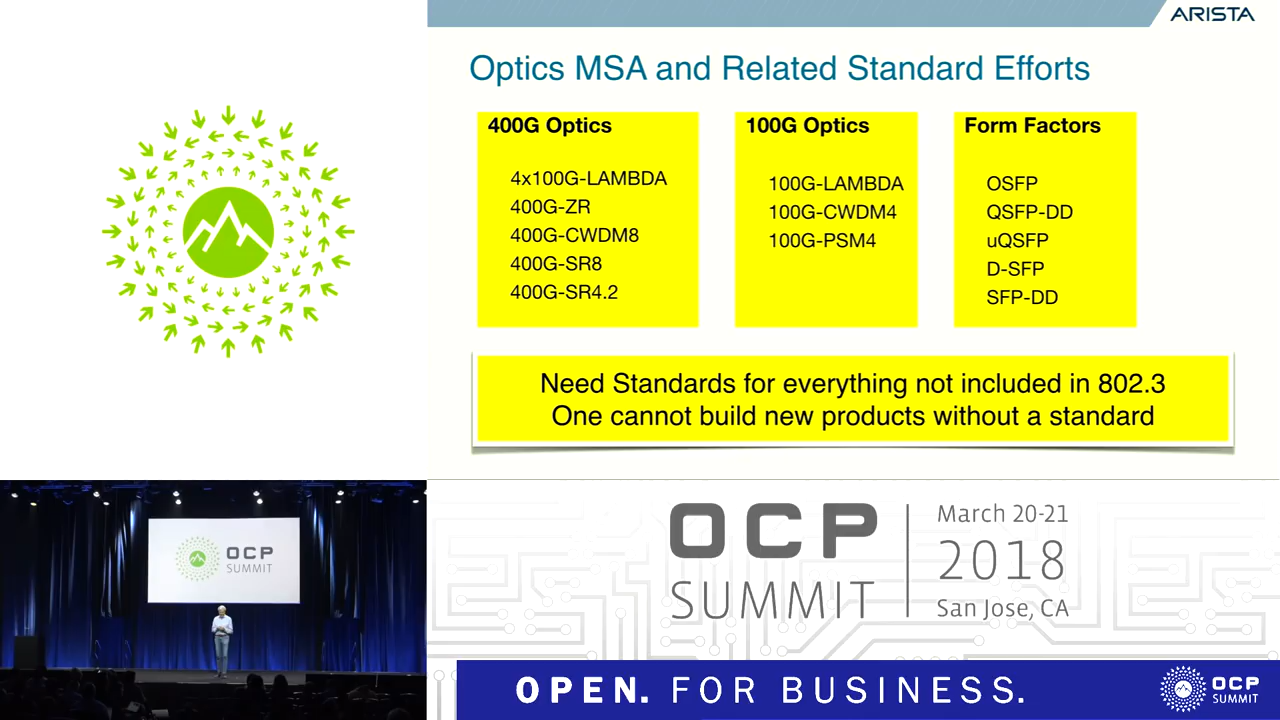 ARISTA
Optics MSA and Related Standard Efforts
400G Optics
4x100G-LAMBDA
400G-ZR
400G-CWDM8
400G-SR8
400G-SR4.2
100G Optics
100G-LAMBDA
100G-CWDM4
100G-PSM4
Form Factors
OSFP
QSFP-DD
uQSFP
D-SFP
SFP-DD
Need Standards for everything not included in 802.3
One cannot build new products without a standard
OCP
SUMMIT
OCP
SUMMIT
March 20-21
2018
San Jose, CA
OPEN. FOR BUSINESS.
OCP
SUMMIT